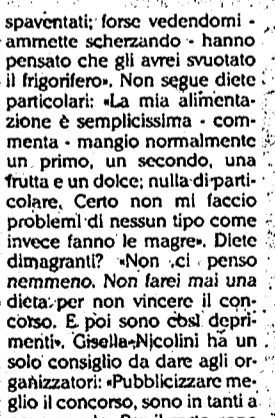 spaventati; forse vedendomi -
ammette scherzando - hanno
pensato che gli avrei svuotato
il frigorifero». Non segue diete
particolari: «La mia alimenta-
zione è semplicissima - com-
menta - mangio normalmente
un primo, un secondo, una
frutta e un dolce; nulla di parti-
colare. Certo non mi faccio
problemi di nessun tipo come
invece fanno le magre». Diete
dimagranti? «Non ci penso
nemmeno. Non farei mai una
dieta per non vincere il con-
corso. E poi sono così depri-
menti». Gisella Nicolini ha un
solo consiglio da dare agli or-
ganizzatori: «Pubblicizzare me-
glio il concorso, sono in tanti a